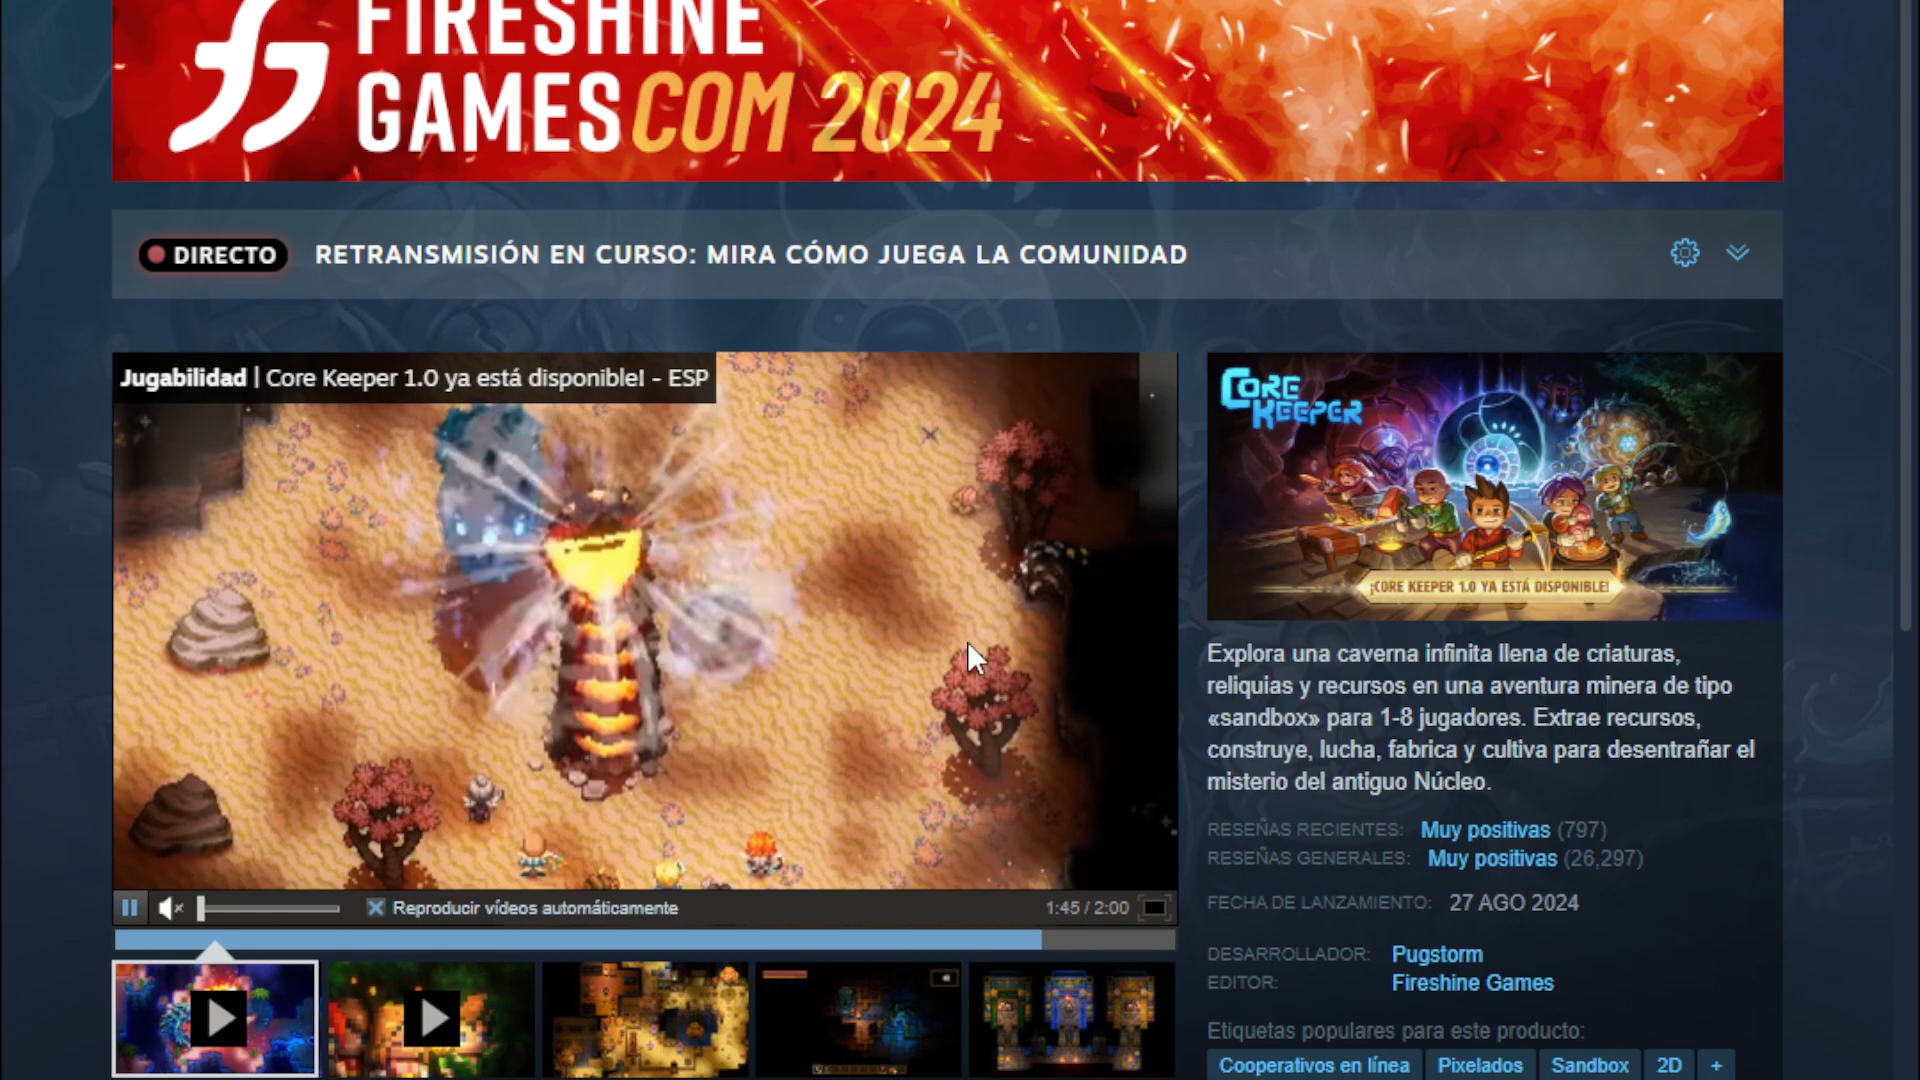 FIRESHINE
GAMESCOM 2024
DIRECTO
RETRANSMISIÓN EN CURSO: MIRA CÓMO JUEGA LA COMUNIDAD
Jugabilidad | Core Keeper 1.0 ya está disponible! - ESP
CORE
KEEPER
¡CORE KEEPER 1.0 YA ESTÁ DISPONIBLE!
Explora una caverna infinita llena de criaturas,
reliquias y recursos en una aventura minera de tipo
«sandbox» para 1-8 jugadores. Extrae recursos,
construye, lucha, fabrica y cultiva para desentrañar el
misterio del antiguo Núcleo.
RESEÑAS RECIENTES: Muy positivas (797)
RESEÑAS GENERALES: Muy positivas (26,297)
FECHA DE LANZAMIENTO: 27 AGO 2024
DESARROLLADOR: Pugstorm
EDITOR: Fireshine Games
Etiquetas populares para este producto:
Cooperativos en línea Pixelados Sandbox 2D +
Reproducir vídeos automáticamente
1:45 / 2:00